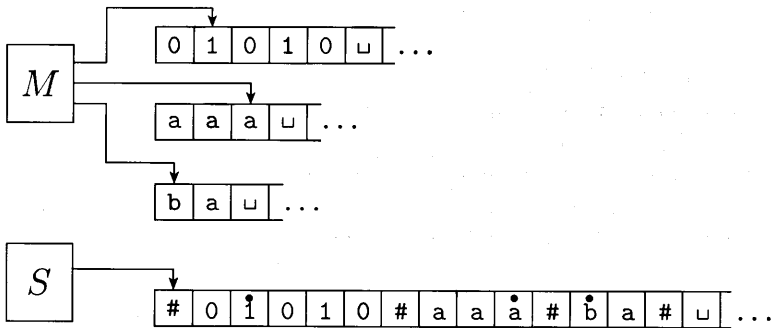 0 1 0 1 0 ␣ ...
M
a a a ␣ ...
b a ␣ ...
S
# 0 1̇ 0 1 0 # a a ȧ # ḃ a # ␣ ...